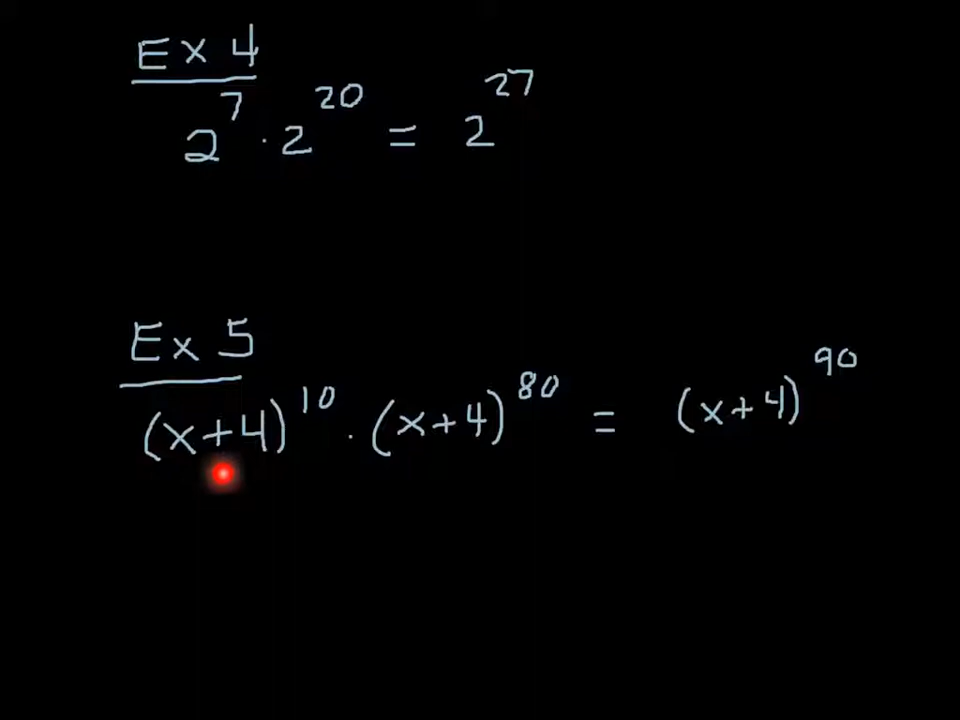 Ex 4
2^7 · 2^20 = 2^27
Ex 5
(x+4)^10 · (x+4)^80 = (x+4)^90